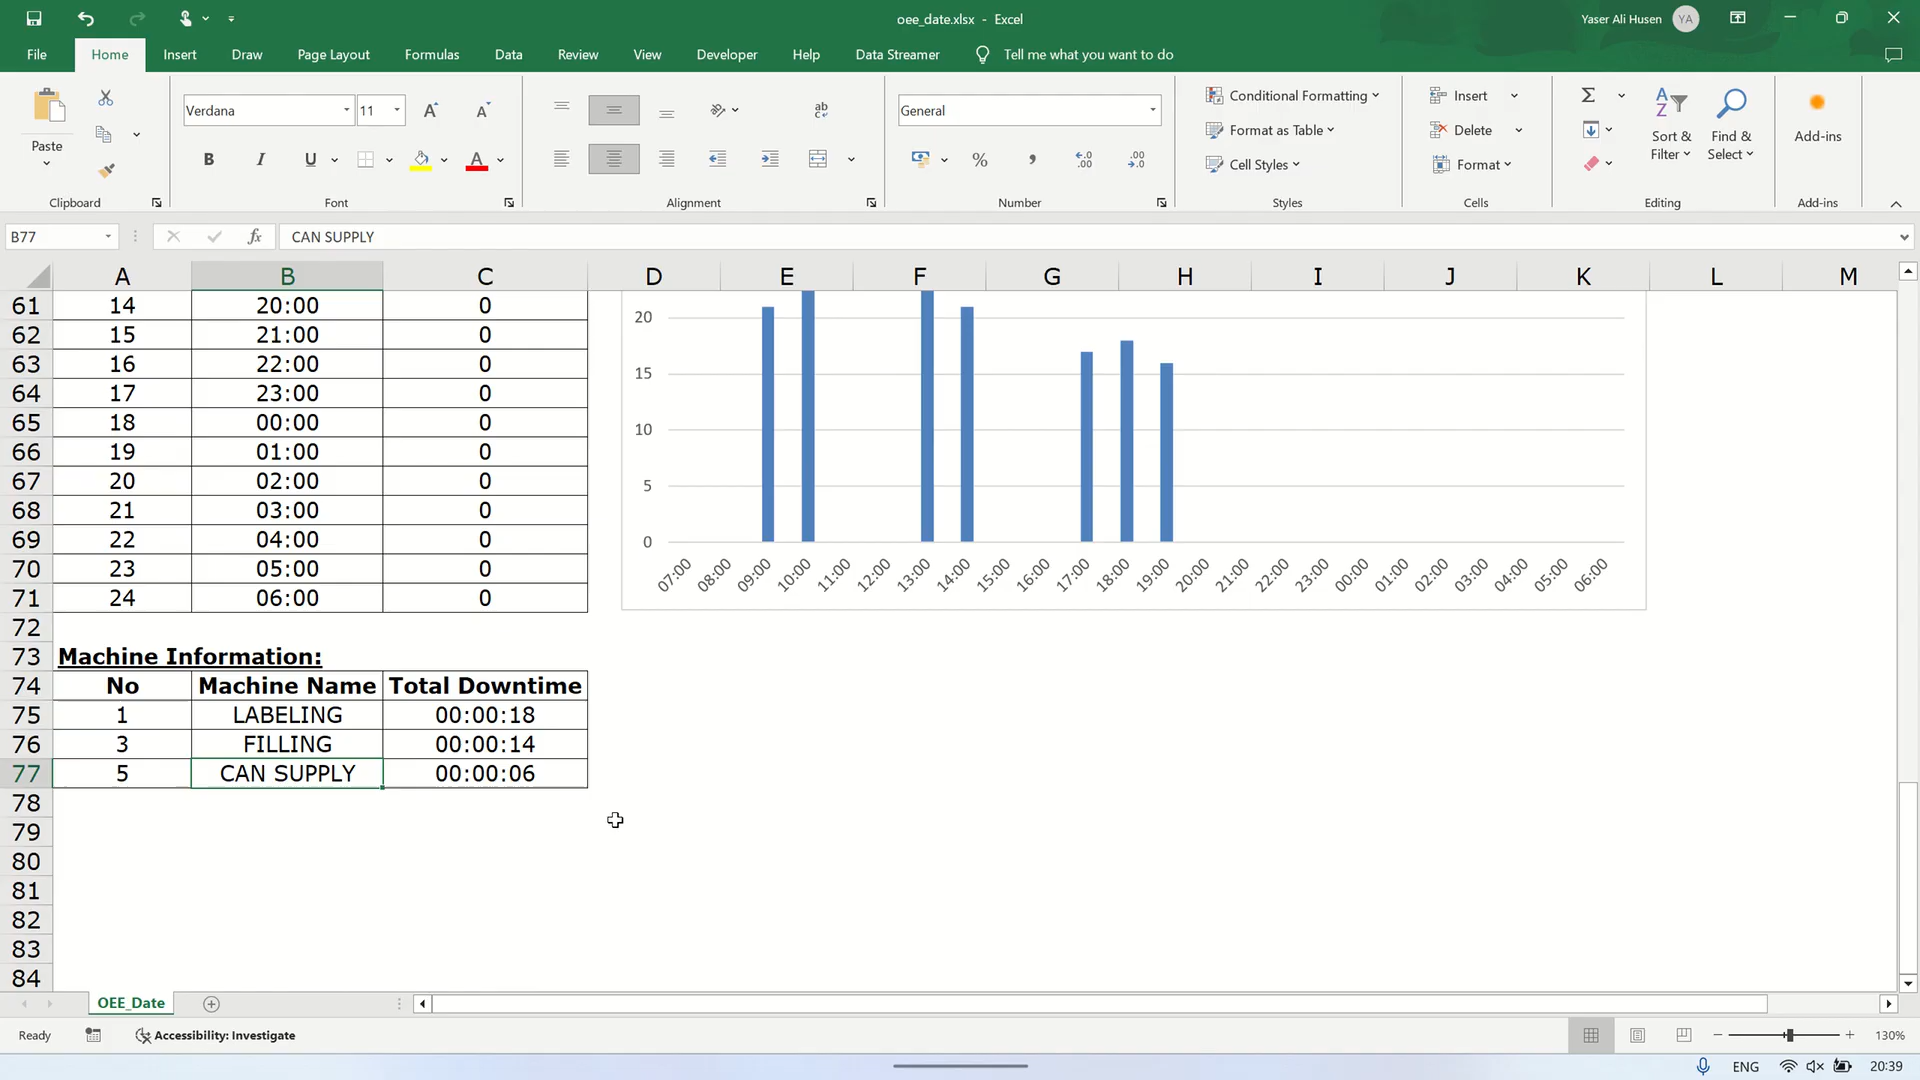 oee_date.xlsx - Excel
Yaser Ali Husen YA
File Home Insert Draw Page Layout Formulas Data Review View Developer Help Data Streamer Tell me what you want to do
Paste
Clipboard
Verdana 11
B I U A
Font
ab
Alignment
General
Number
Conditional Formatting
Format as Table
Cell Styles
Styles
Insert
Delete
Format
Cells
Sort & Filter
Find & Select
Editing
Add-ins
Add-ins
B77 fx CAN SUPPLY
A B C D E F G H I J K L M
61 14 20:00 0
62 15 21:00 0
63 16 22:00 0
64 17 23:00 0
65 18 00:00 0
66 19 01:00 0
67 20 02:00 0
68 21 03:00 0
69 22 04:00 0
70 23 05:00 0
71 24 06:00 0
72
73 Machine Information:
74 No Machine Name Total Downtime
75 1 LABELING 00:00:18
76 3 FILLING 00:00:14
77 5 CAN SUPPLY 00:00:06
78
79
80
81
82
83
84
20
15
10
5
0
07:00 08:00 09:00 10:00 11:00 12:00 13:00 14:00 15:00 16:00 17:00 18:00 19:00 20:00 21:00 22:00 23:00 00:00 01:00 02:00 03:00 04:00 05:00 06:00
OEE_Date
Ready Accessibility: Investigate 130%
ENG 20:39